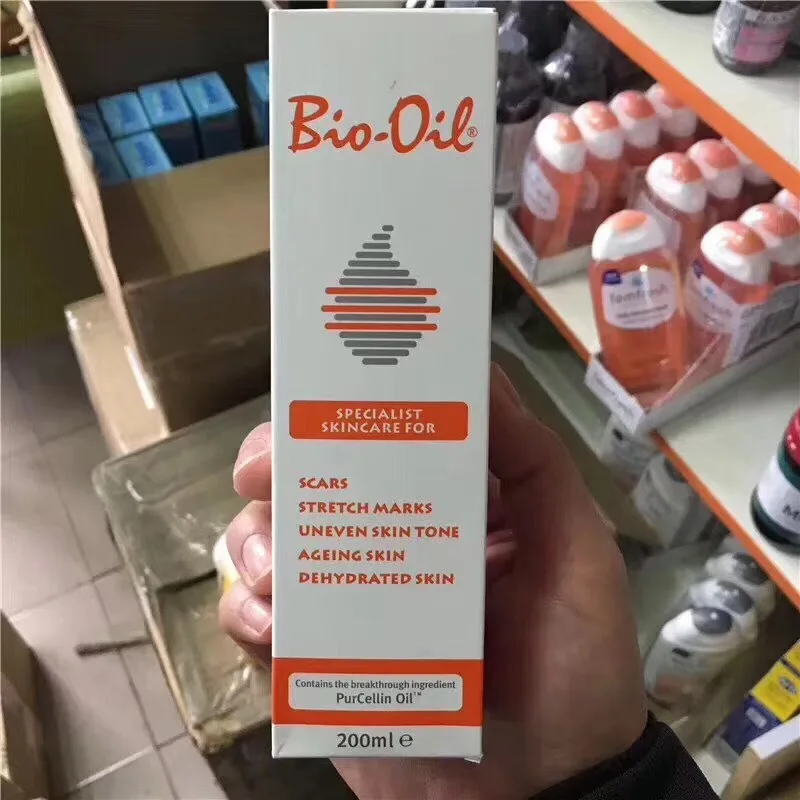 Bio-Oil®
SPECIALIST
SKINCARE FOR
SCARS
STRETCH MARKS
UNEVEN SKIN TONE
AGEING SKIN
DEHYDRATED SKIN
Contains the breakthrough ingredient
PurCellin Oil™
200ml ℮
femfresh